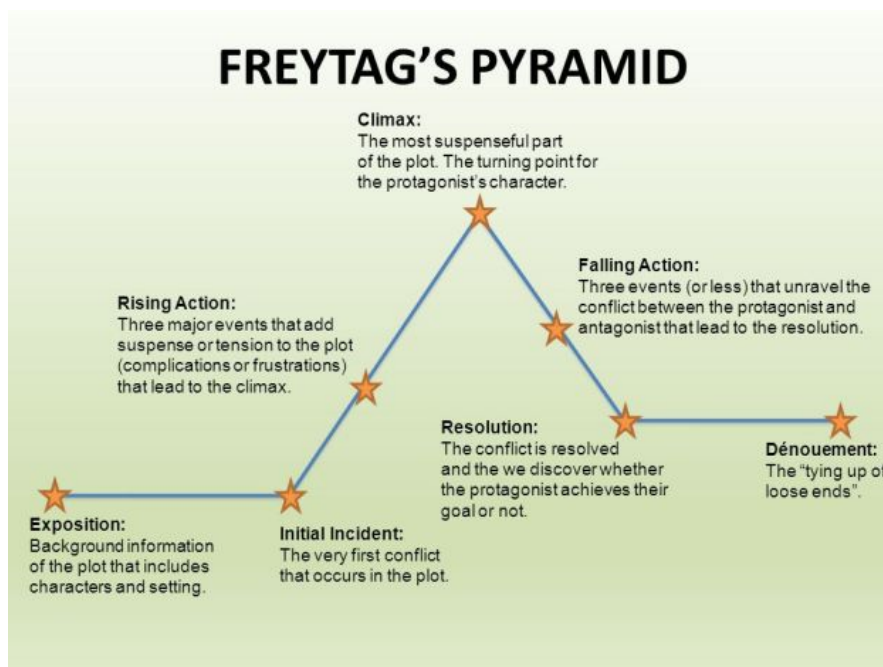 FREYTAG'S PYRAMID
Climax:
The most suspenseful part
of the plot. The turning point for
the protagonist's character.
Falling Action:
Three events (or less) that unravel the
conflict between the protagonist and
antagonist that lead to the resolution.
Rising Action:
Three major events that add
suspense or tension to the plot
(complications or frustrations)
that lead to the climax.
Resolution:
The conflict is resolved
and the we discover whether
the protagonist achieves their
goal or not.
Dénouement:
The “tying up of
loose ends”.
Exposition:
Background information
of the plot that includes
characters and setting.
Initial Incident:
The very first conflict
that occurs in the plot.